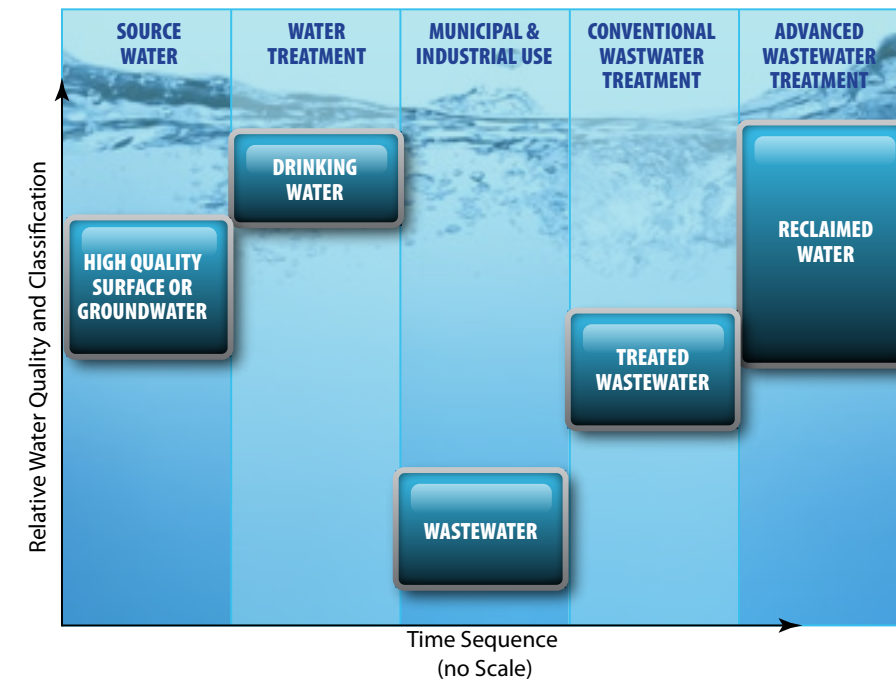 SOURCE
WATER
WATER
TREATMENT
MUNICIPAL &
INDUSTRIAL USE
CONVENTIONAL
WASTWATER
TREATMENT
ADVANCED
WASTEWATER
TREATMENT
Relative Water Quality and Classification
HIGH QUALITY
SURFACE OR
GROUNDWATER
DRINKING
WATER
WASTEWATER
TREATED
WASTEWATER
RECLAIMED
WATER
Time Sequence
(no Scale)